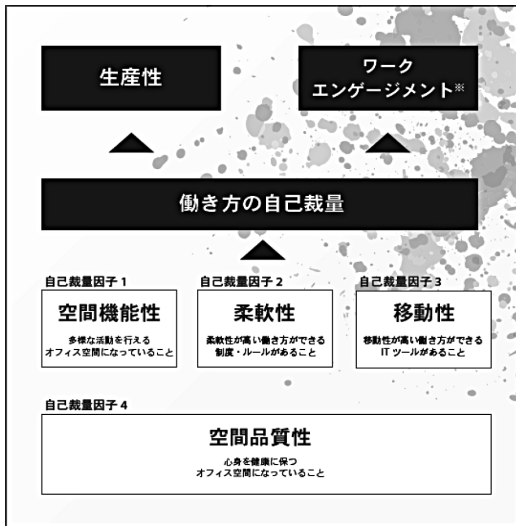 生産性
ワーク
エンゲージメント※
働き方の自己裁量
自己裁量因子 1
空間機能性
多様な活動を行える
オフィス空間になっていること
自己裁量因子 2
柔軟性
柔軟性が高い働き方ができる
制度・ルールがあること
自己裁量因子 3
移動性
移動性が高い働き方ができる
IT ツールがあること
自己裁量因子 4
空間品質性
心身を健康に保つ
オフィス空間になっていること